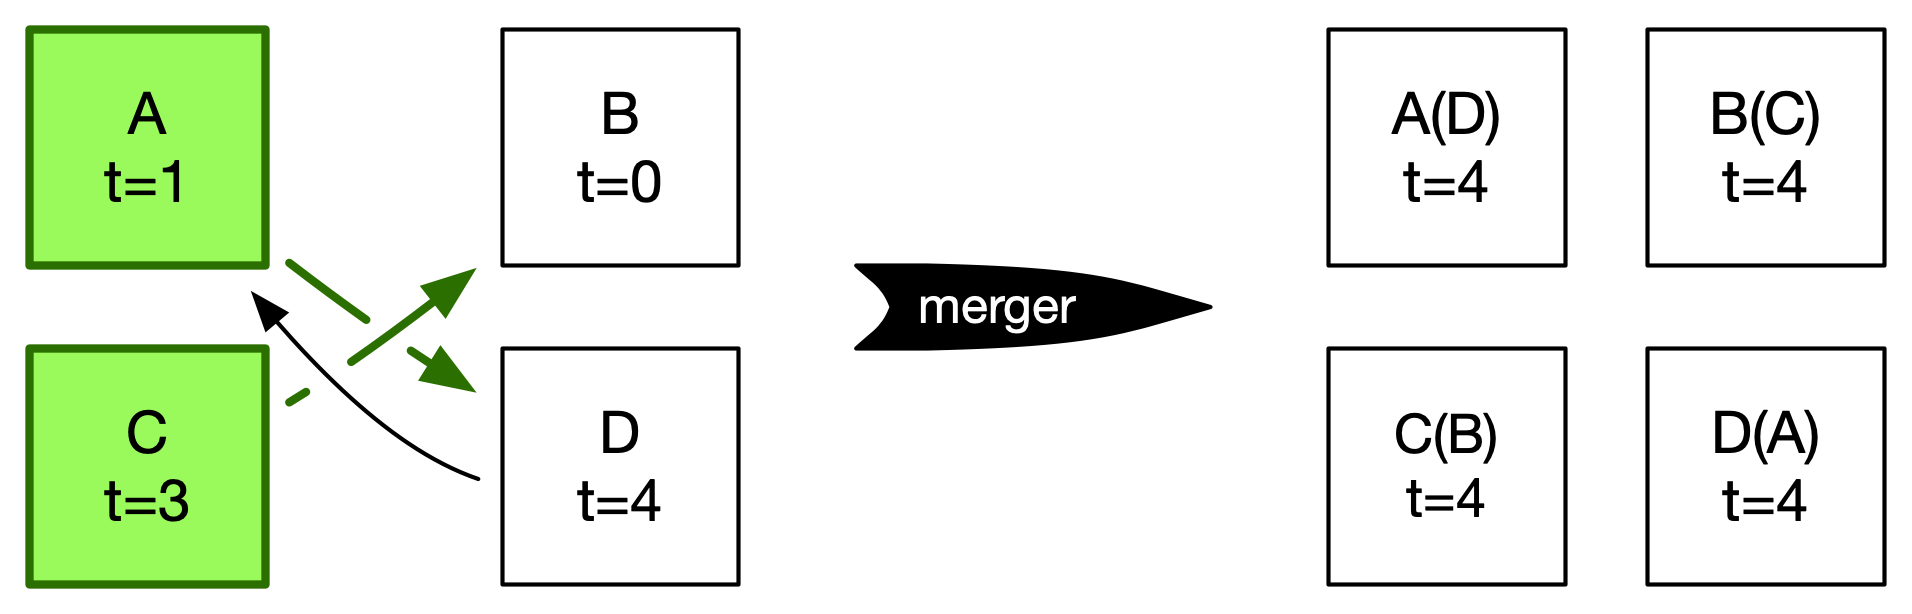 A
t=1
B
t=0
C
t=3
D
t=4
merger
A(D)
t=4
B(C)
t=4
C(B)
t=4
D(A)
t=4